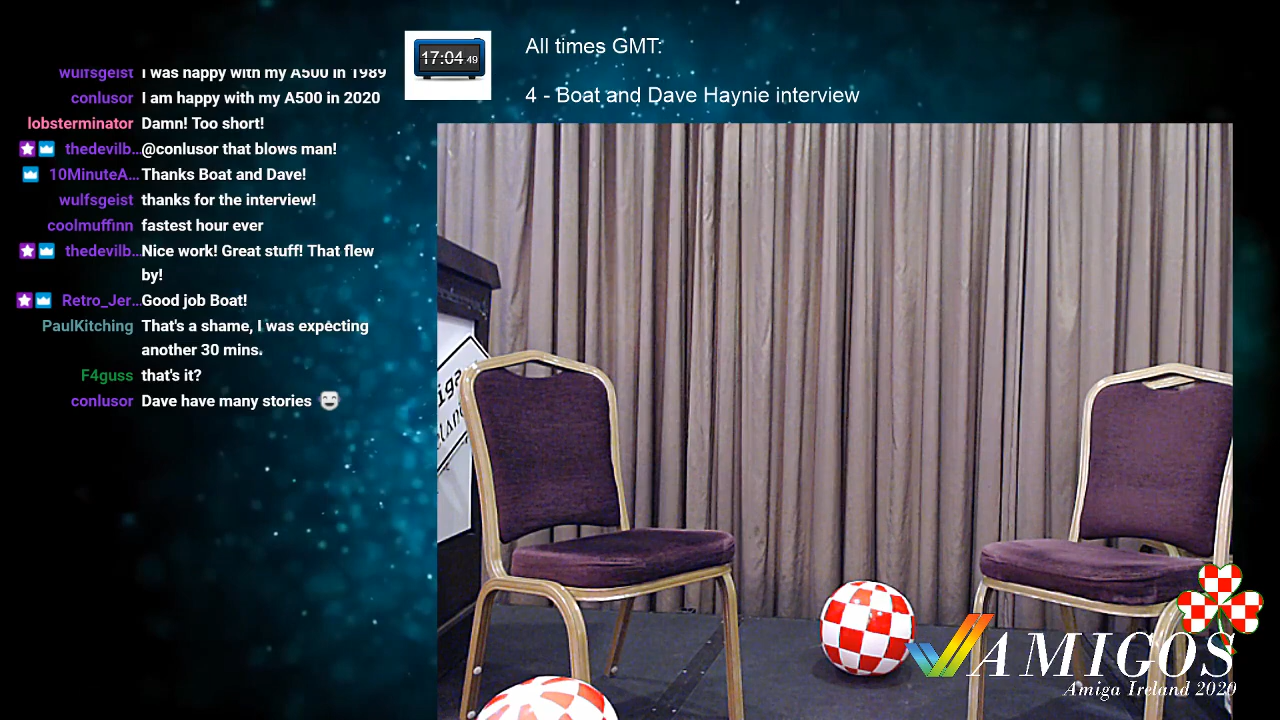 17:04 49
All times GMT:
4 - Boat and Dave Haynie interview
wulfsgeist I was happy with my A500 in 1989
conlusor I am happy with my A500 in 2020
lobsterminator Damn! Too short!
thedevilb... @conlusor that blows man!
10MinuteA... Thanks Boat and Dave!
wulfsgeist thanks for the interview!
coolmuffinn fastest hour ever
thedevilb... Nice work! Great stuff! That flew
by!
Retro_Jer... Good job Boat!
PaulKitching That's a shame, I was expecting
another 30 mins.
F4guss that's it?
conlusor Dave have many stories
AMIGOS
Amiga Ireland 2020